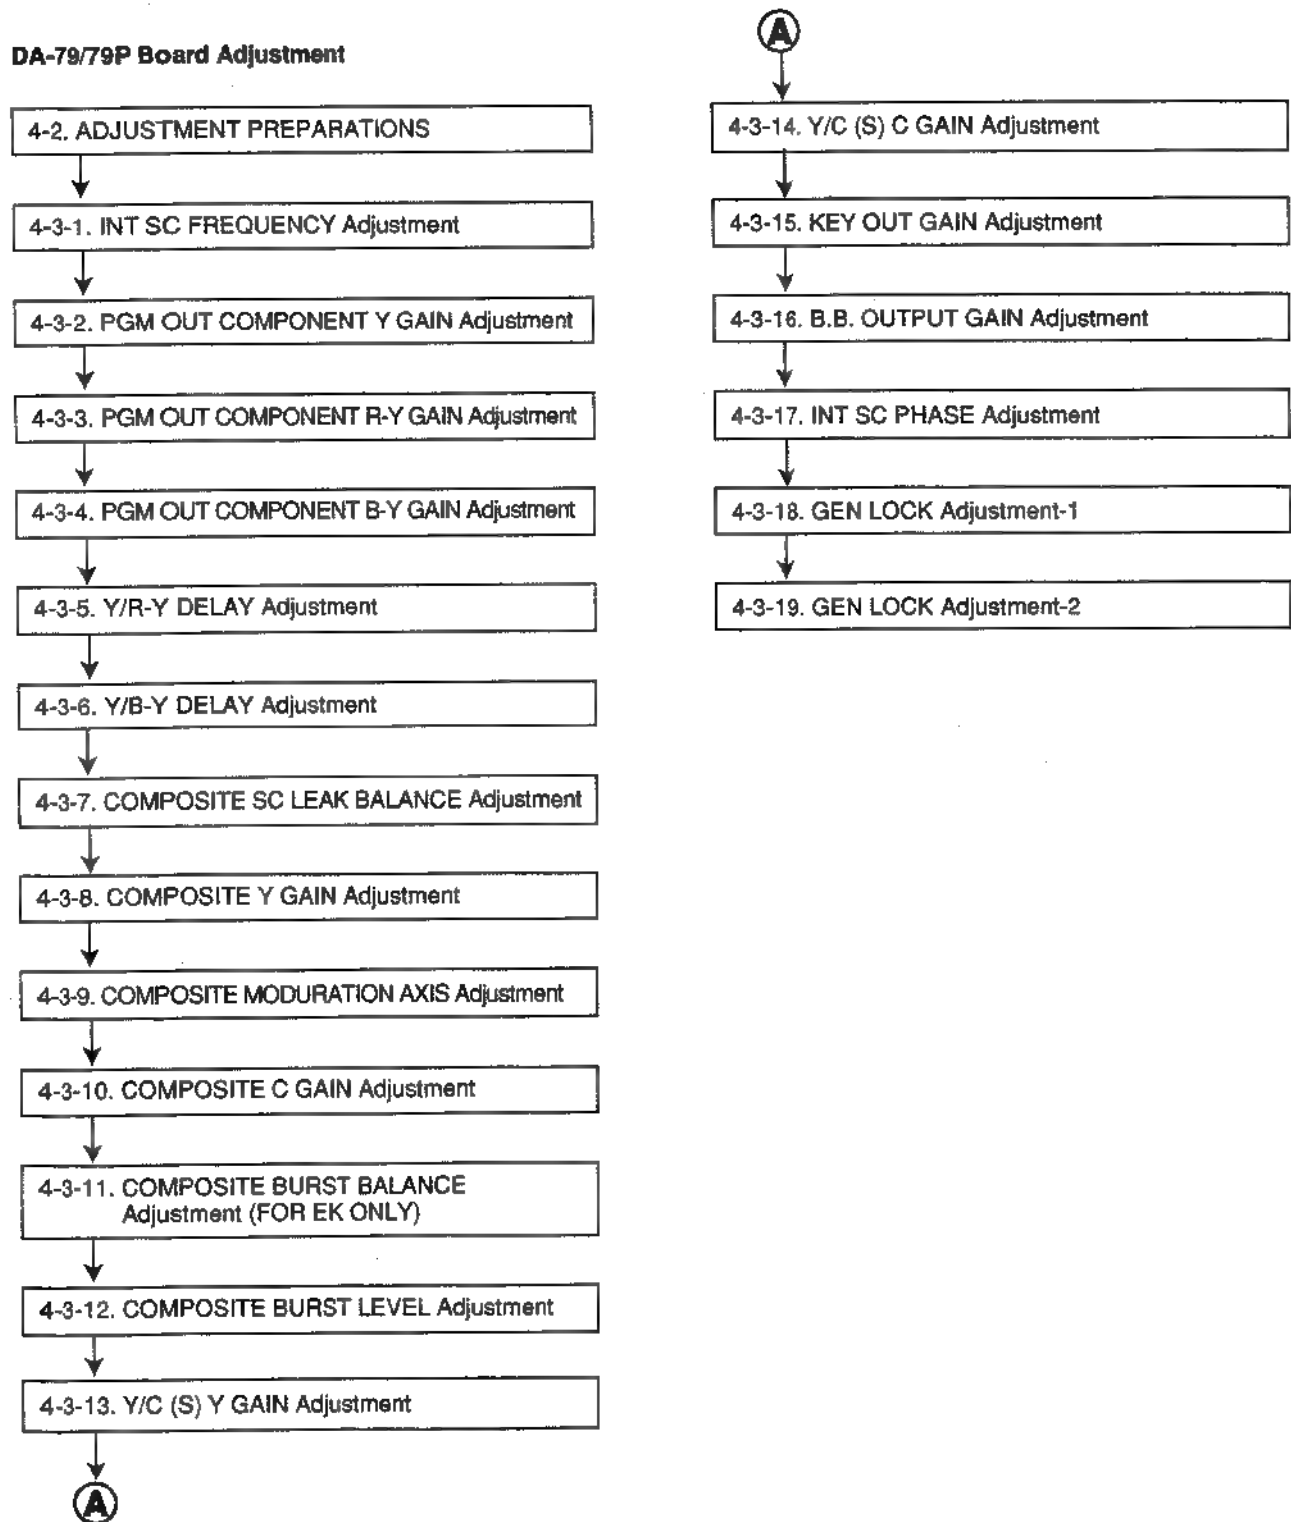 DA-79/79P Board Adjustment
4-2. ADJUSTMENT PREPARATIONS
4-3-1. INT SC FREQUENCY Adjustment
4-3-2. PGM OUT COMPONENT Y GAIN Adjustment
4-3-3. PGM OUT COMPONENT R-Y GAIN Adjustment
4-3-4. PGM OUT COMPONENT B-Y GAIN Adjustment
4-3-5. Y/R-Y DELAY Adjustment
4-3-6. Y/B-Y DELAY Adjustment
4-3-7. COMPOSITE SC LEAK BALANCE Adjustment
4-3-8. COMPOSITE Y GAIN Adjustment
4-3-9. COMPOSITE MODURATION AXIS Adjustment
4-3-10. COMPOSITE C GAIN Adjustment
4-3-11. COMPOSITE BURST BALANCE
Adjustment (FOR EK ONLY)
4-3-12. COMPOSITE BURST LEVEL Adjustment
4-3-13. Y/C (S) Y GAIN Adjustment
A
A
4-3-14. Y/C (S) C GAIN Adjustment
4-3-15. KEY OUT GAIN Adjustment
4-3-16. B.B. OUTPUT GAIN Adjustment
4-3-17. INT SC PHASE Adjustment
4-3-18. GEN LOCK Adjustment-1
4-3-19. GEN LOCK Adjustment-2